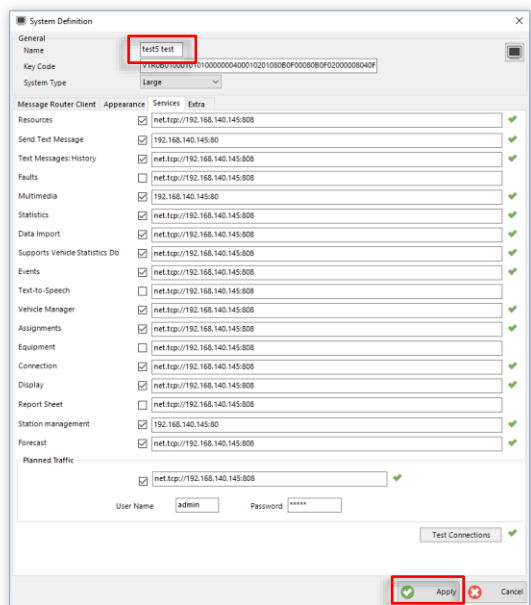 System Definition
General
Name test5 test
Key Code V1R0B01000101010000000400010201080B0F00080B0F02000008040F
System Type Large
Message Router Client Appearance Services Extra
Resources net.tcp://192.168.140.145:808
Send Text Message 192.168.140.145:80
Text Messages: History net.tcp://192.168.140.145:808
Faults net.tcp://192.168.140.145:808
Multimedia 192.168.140.145:80
Statistics net.tcp://192.168.140.145:808
Data Import net.tcp://192.168.140.145:808
Supports Vehicle Statistics Db net.tcp://192.168.140.145:808
Events net.tcp://192.168.140.145:808
Text-to-Speech net.tcp://192.168.140.145:808
Vehicle Manager net.tcp://192.168.140.145:808
Assignments net.tcp://192.168.140.145:808
Equipment net.tcp://192.168.140.145:808
Connection net.tcp://192.168.140.145:808
Display net.tcp://192.168.140.145:808
Report Sheet net.tcp://192.168.140.145:808
Station management 192.168.140.145:80
Forecast net.tcp://192.168.140.145:808
Planned Traffic
net.tcp://192.168.140.145:808
User Name admin Password *****
Test Connections
Apply Cancel